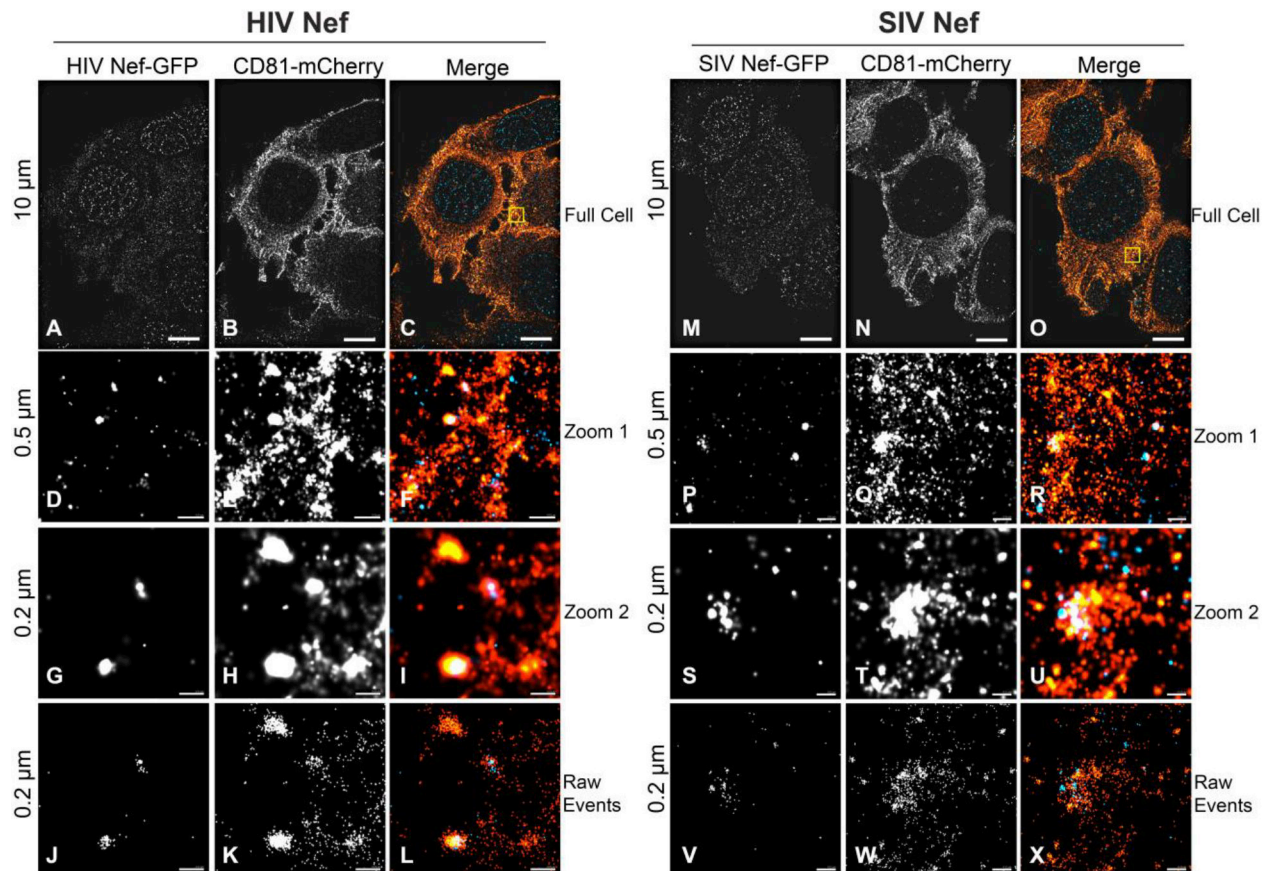 HIV Nef
SIV Nef
HIV Nef-GFP CD81-mCherry Merge
SIV Nef-GFP CD81-mCherry Merge
10 µm
A B C
Full Cell
10 µm
M N O
Full Cell
0.5 µm
D E F
Zoom 1
0.5 µm
P Q R
Zoom 1
0.2 µm
G H I
Zoom 2
0.2 µm
S T U
Zoom 2
0.2 µm
J K L
Raw
Events
0.2 µm
V W X
Raw
Events